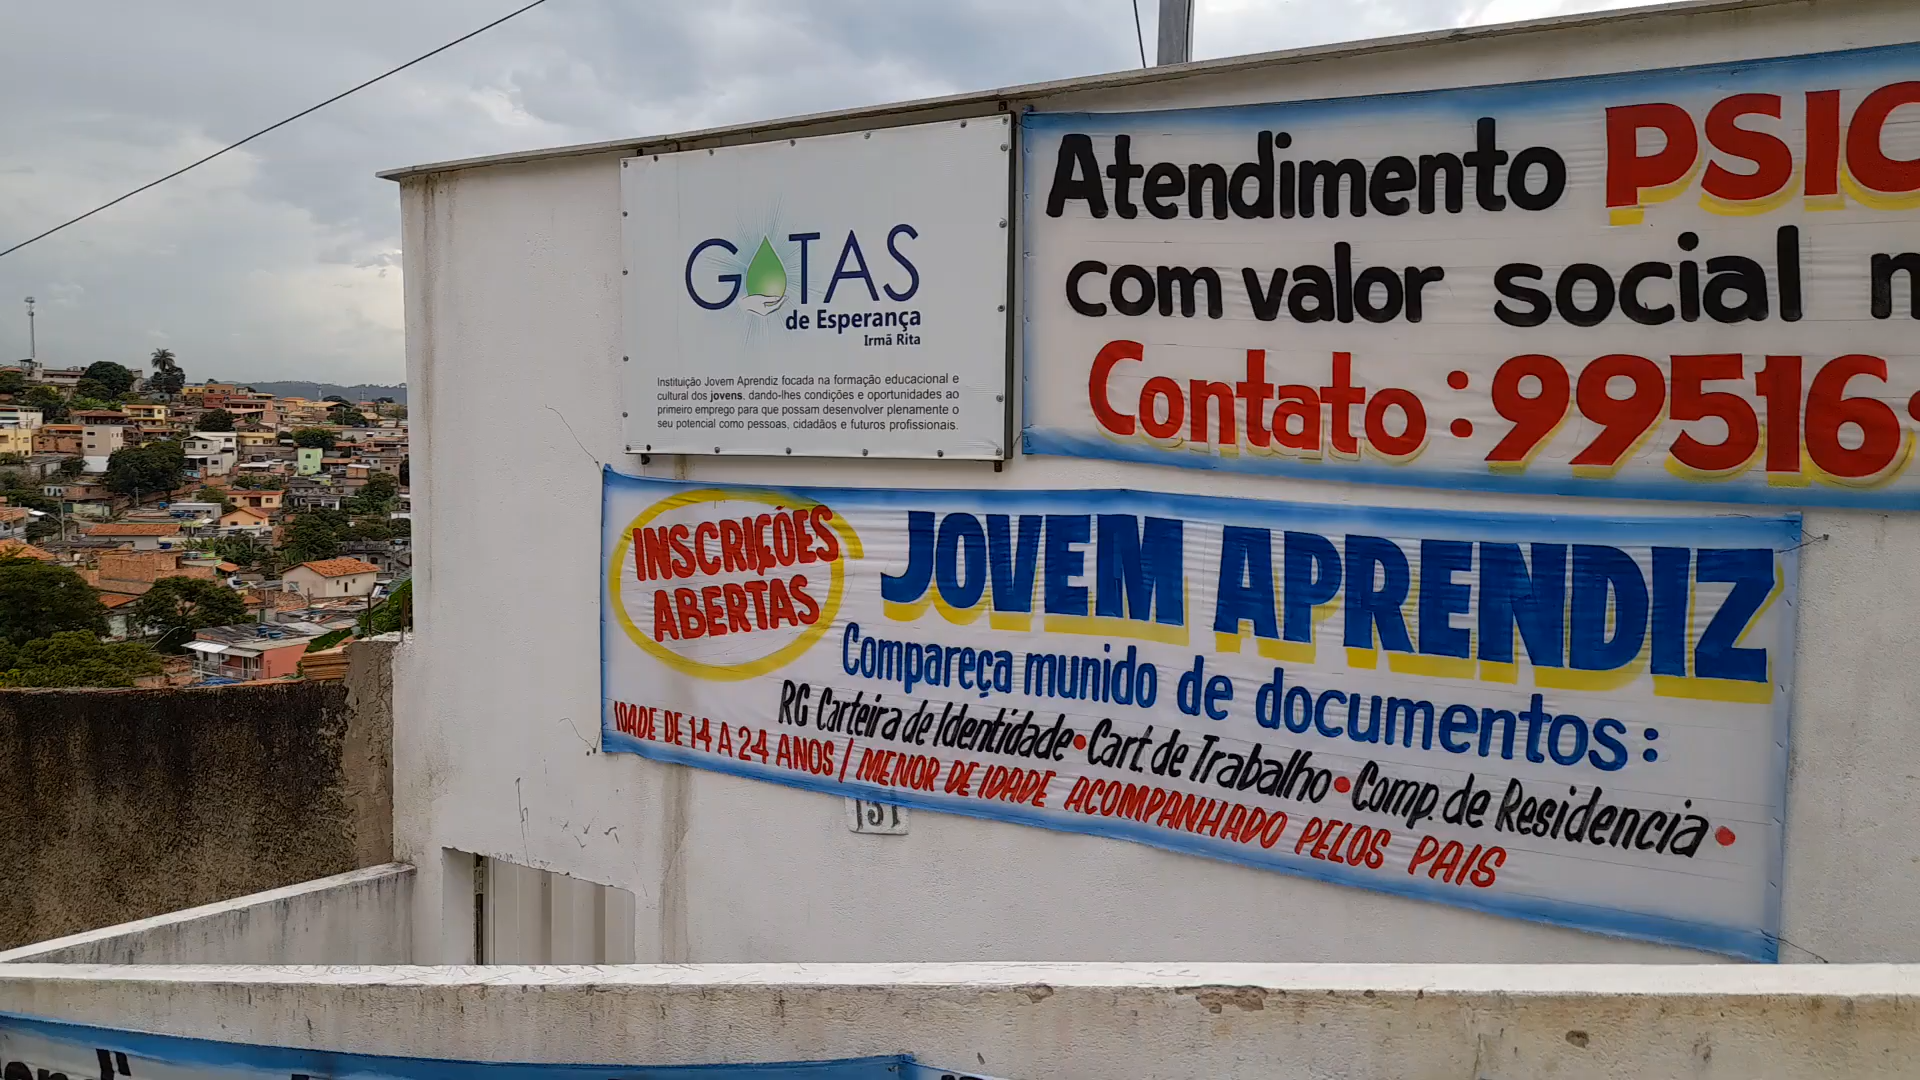 GOTAS
de Esperança
Irmã Rita
Instituição Jovem Aprendiz focada na formação educacional e
cultural dos jovens, dando-lhes condições e oportunidades ao
primeiro emprego para que possam desenvolver plenamente o
seu potencial como pessoas, cidadãos e futuros profissionais.
Atendimento
com valor social
Contato: 99516
INSCRIÇÕES
ABERTAS
JOVEM APRENDIZ
Compareça munido de documentos:
RG Carteira de Identidade • Cart. de Trabalho • Comp. de Residencia •
IDADE DE 14 A 24 ANOS / MENOR DE IDADE ACOMPANHADO PELOS PAIS
151